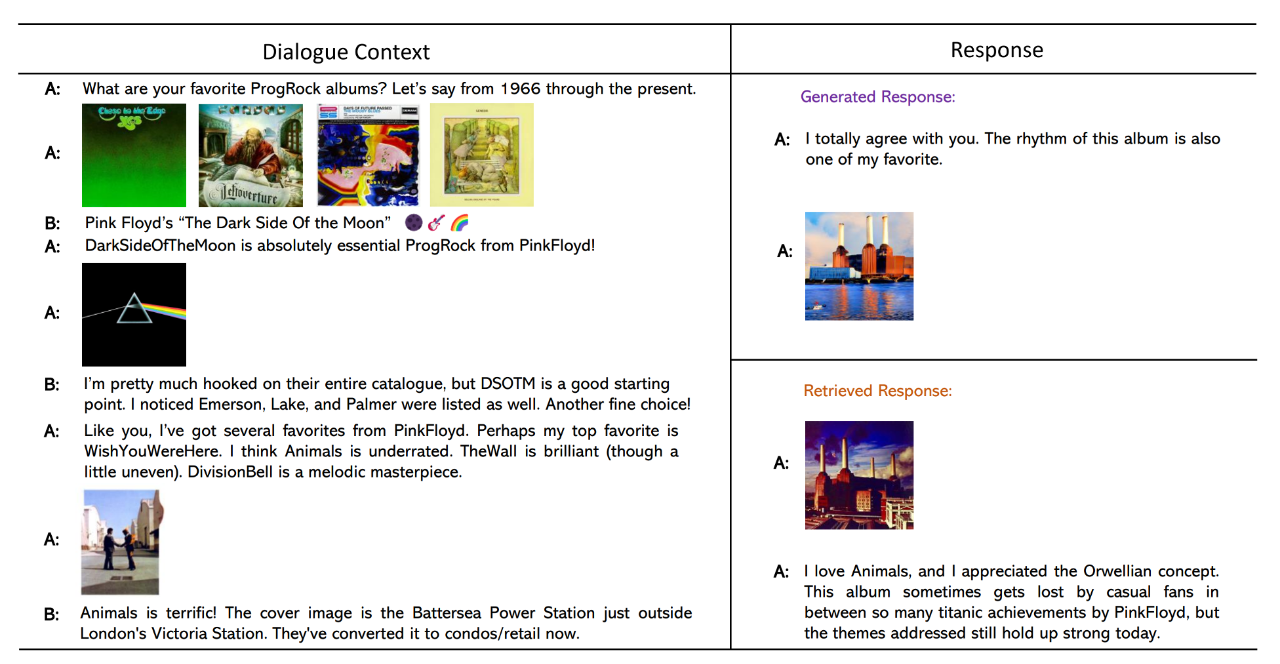 Dialogue Context
Response
A: What are your favorite ProgRock albums? Let's say from 1966 through the present.
A:
Close to the Edge
Yes
Leftoverture
DAYS OF FUTURE PASSED
GENESIS
B: Pink Floyd's “The Dark Side Of the Moon”
A: DarkSideOfTheMoon is absolutely essential ProgRock from PinkFloyd!
A:
B: I'm pretty much hooked on their entire catalogue, but DSOTM is a good starting
point. I noticed Emerson, Lake, and Palmer were listed as well. Another fine choice!
A: Like you, I've got several favorites from PinkFloyd. Perhaps my top favorite is
WishYouWereHere. I think Animals is underrated. TheWall is brilliant (though a
little uneven). DivisionBell is a melodic masterpiece.
A:
B: Animals is terrific! The cover image is the Battersea Power Station just outside
London's Victoria Station. They've converted it to condos/retail now.
Generated Response:
A: I totally agree with you. The rhythm of this album is also
one of my favorite.
A:
Retrieved Response:
A:
A: I love Animals, and I appreciated the Orwellian concept.
This album sometimes gets lost by casual fans in
between so many titanic achievements by PinkFloyd, but
the themes addressed still hold up strong today.